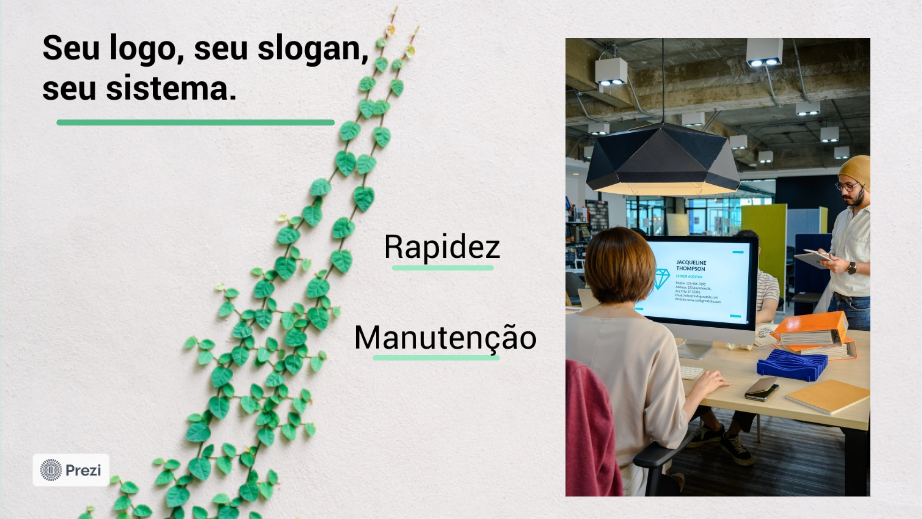 Seu logo, seu slogan,
seu sistema.
Rapidez
Manutenção
JACQUELINE
THOMPSON
Prezi